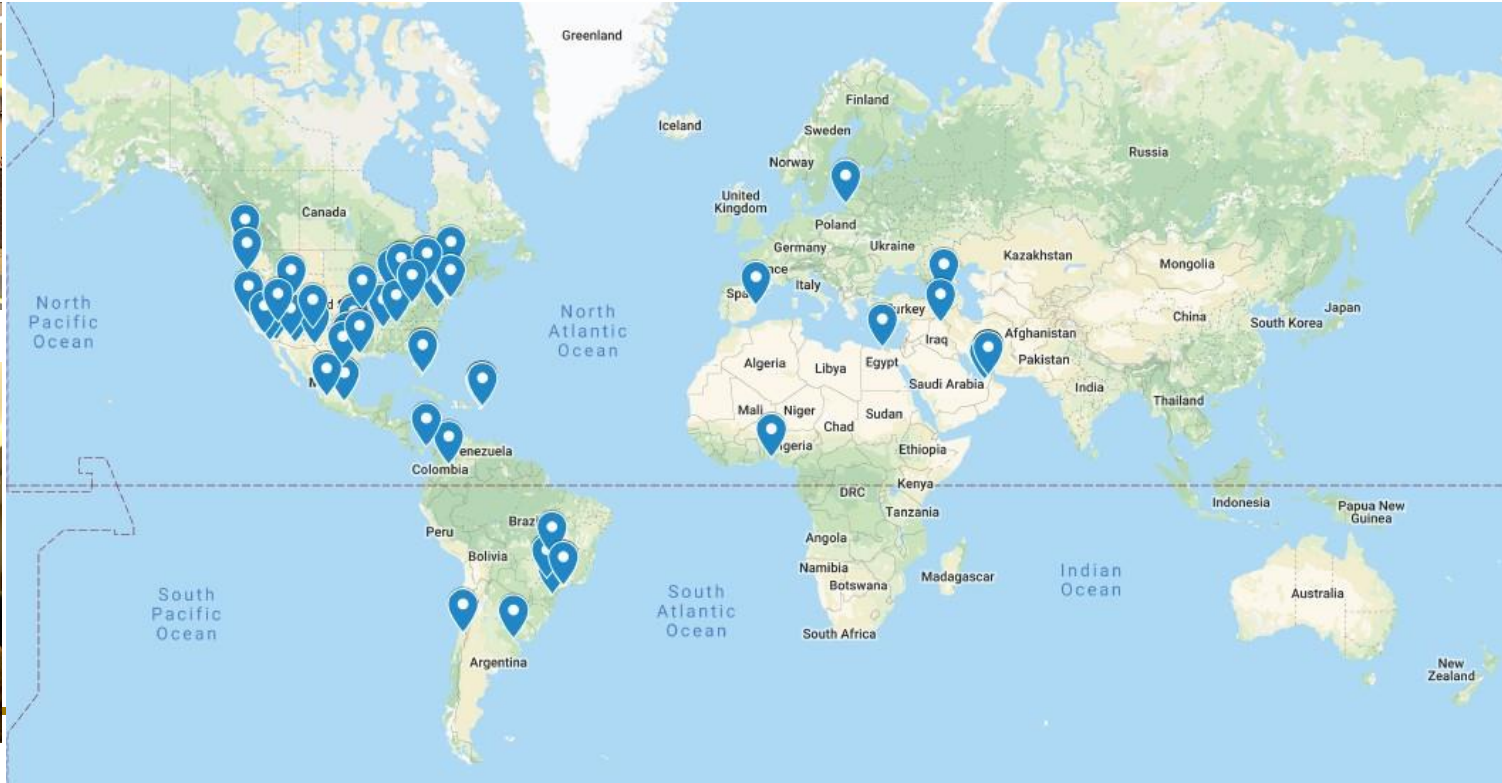 Greenland
Iceland
Finland
Sweden
Norway
Russia
United
Kingdom
Poland
Germany
Ukraine
Kazakhstan
Mongolia
Italy
Canada
North
Pacific
Ocean
North
Atlantic
Ocean
Japan
China
South Korea
Afghanistan
Iraq
Pakistan
Algeria
Libya
Egypt
Saudi Arabia
India
Thailand
Mali
Niger
Chad
Sudan
Ethiopia
Colombia
Kenya
DRC
Tanzania
Indonesia
Papua New
Guinea
Peru
Bolivia
Angola
Namibia
Botswana
Madagascar
Indian
Ocean
Australia
South
Pacific
Ocean
South
Atlantic
Ocean
South Africa
Argentina
New
Zealand